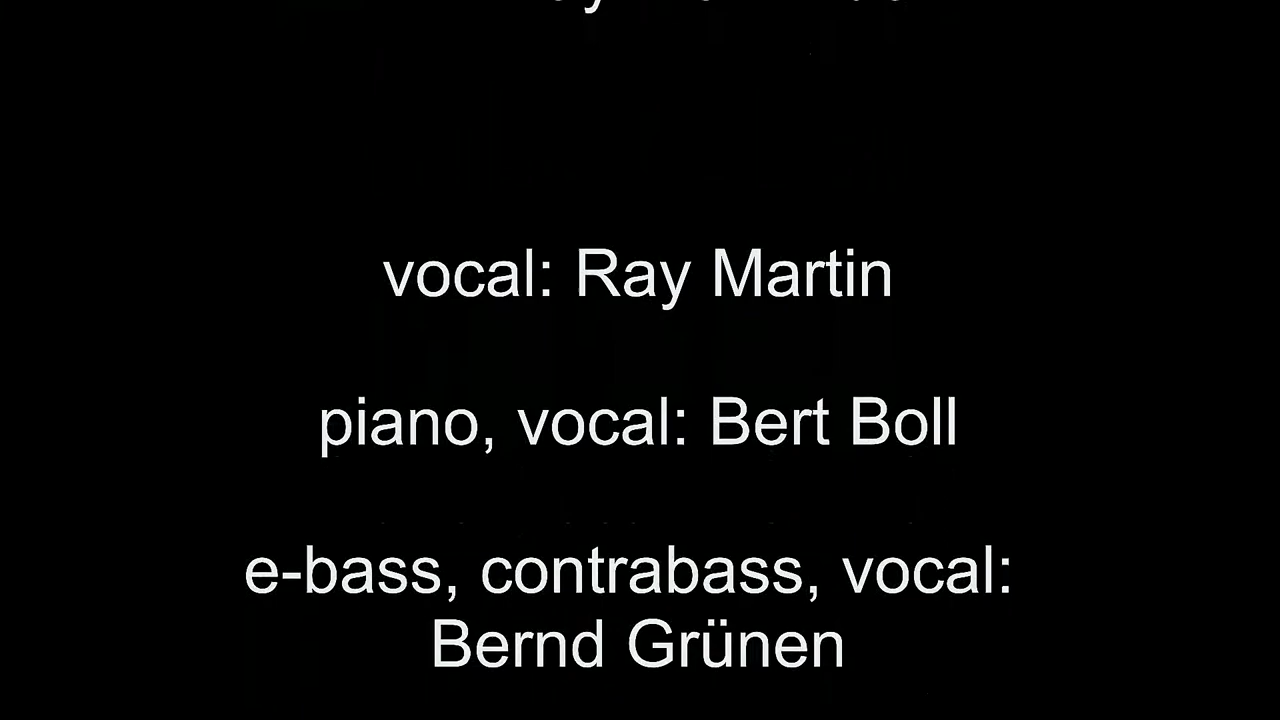 vocal: Ray Martin
piano, vocal: Bert Boll
e-bass, contrabass, vocal:
Bernd Grünen